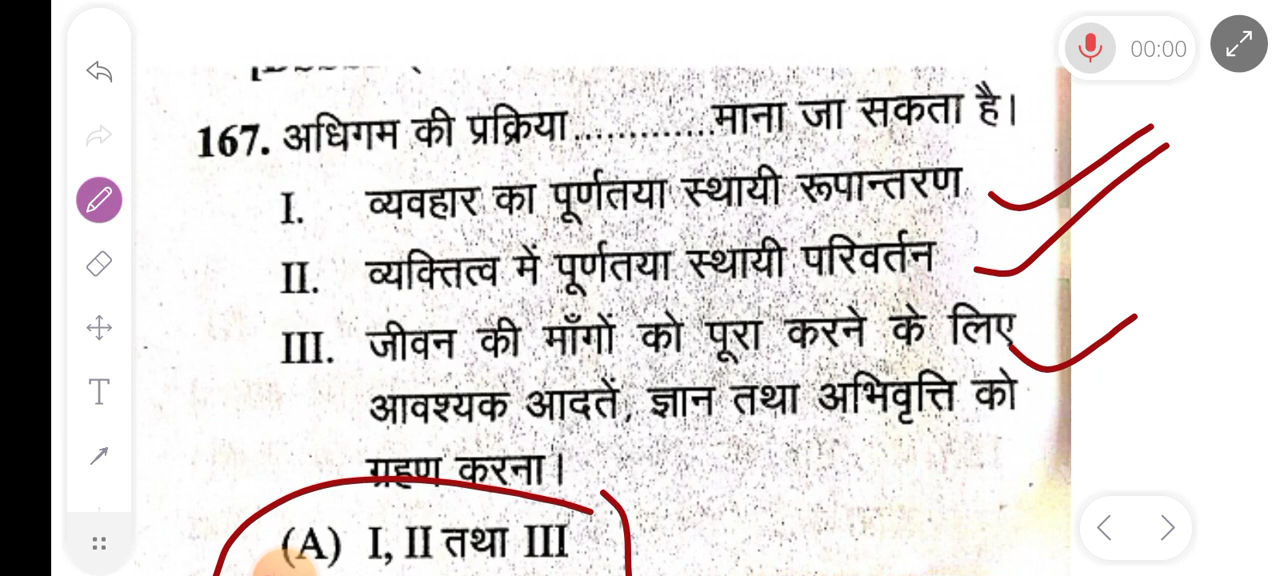 00:00
167. अधिगम की प्रक्रिया.............माना जा सकता है।
I. व्यवहार का पूर्णतया स्थायी रूपान्तरण
II. व्यक्तित्व में पूर्णतया स्थायी परिवर्तन
III. जीवन की माँगों को पूरा करने के लिए
आवश्यक आदतें, ज्ञान तथा अभिवृत्ति को
ग्रहण करना।
(A) I, II तथा III
T